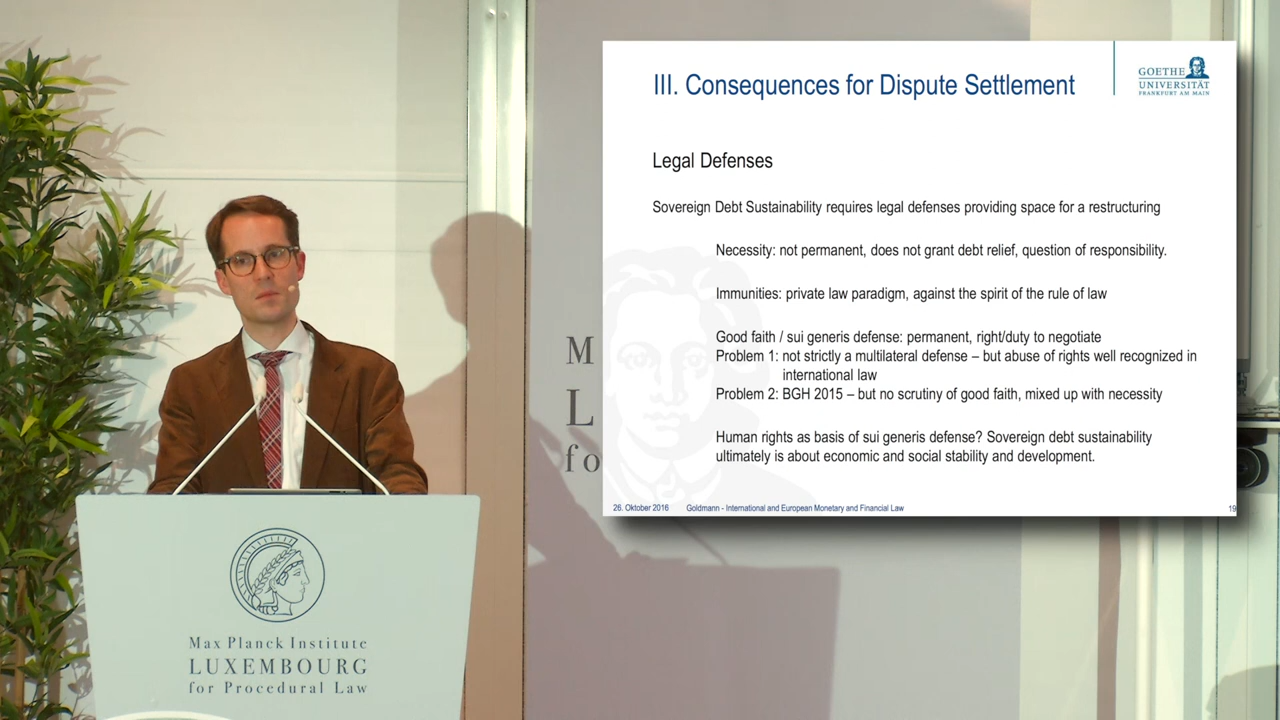 III. Consequences for Dispute Settlement
GOETHE
UNIVERSITÄT
FRANKFURT AM MAIN
Legal Defenses
Sovereign Debt Sustainability requires legal defenses providing space for a restructuring
Necessity: not permanent, does not grant debt relief, question of responsibility.
Immunities: private law paradigm, against the spirit of the rule of law
Good faith / sui generis defense: permanent, right/duty to negotiate
Problem 1: not strictly a multilateral defense – but abuse of rights well recognized in
international law
Problem 2: BGH 2015 – but no scrutiny of good faith, mixed up with necessity
Human rights as basis of sui generis defense? Sovereign debt sustainability
ultimately is about economic and social stability and development.
26. Oktober 2016 Goldmann - International and European Monetary and Financial Law 19
M
L
fo
Max Planck Institute
LUXEMBOURG
for Procedural Law